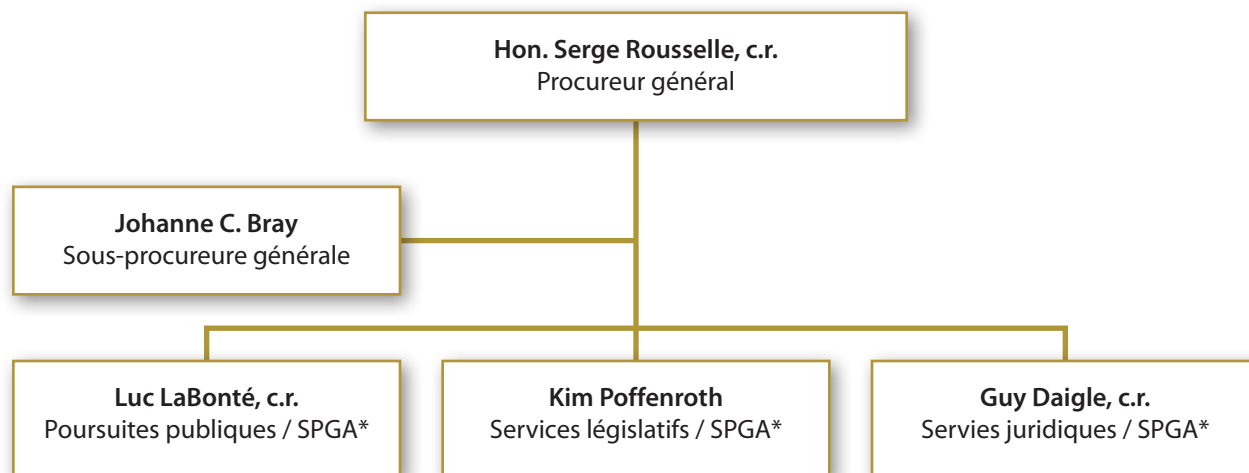 Hon. Serge Rousselle, c.r.
Procureur général
Johanne C. Bray
Sous-procureure générale
Luc LaBonté, c.r.
Poursuites publiques / SPGA*
Kim Poffenroth
Services législatifs / SPGA*
Guy Daigle, c.r.
Servies juridiques / SPGA*